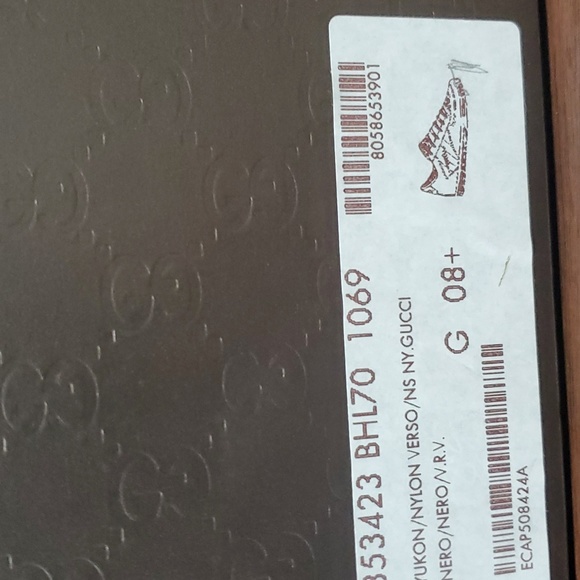 8058653901
353423 BHL70 1069
YUKON/NYLON VERSO/NS NY.GUCCI
NERO/NERO/V.R.V.
G 08+
ECAP508424A